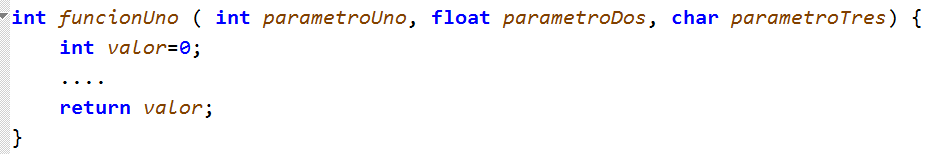 int funcionUno ( int parametroUno, float parametroDos, char parametroTres) {
int valor=0;
....
return valor;
}